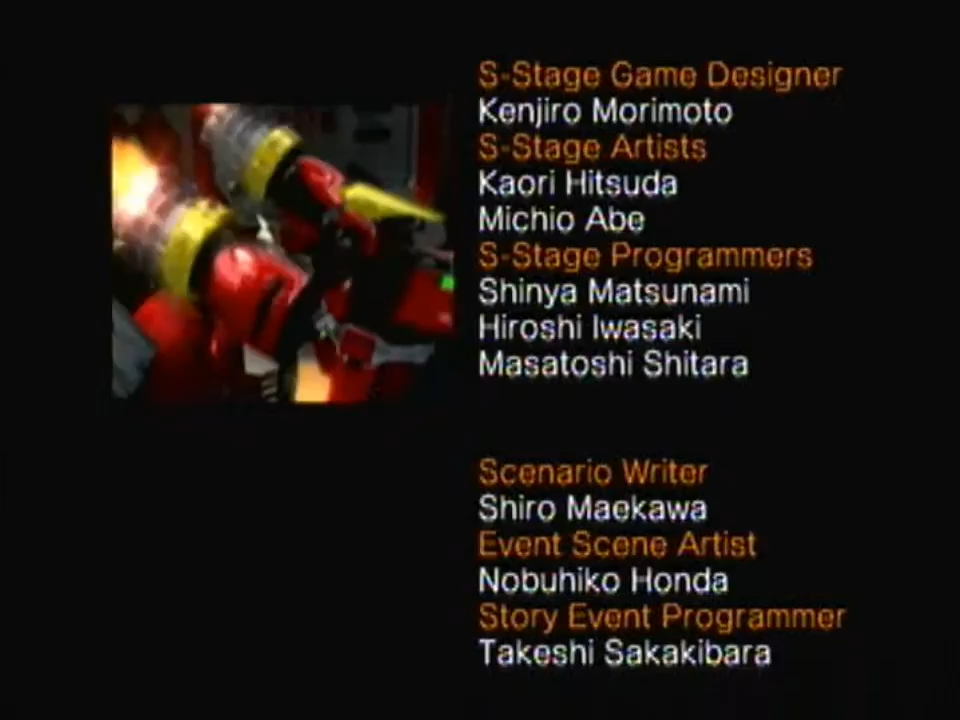 S-Stage Game Designer
Kenjiro Morimoto
S-Stage Artists
Kaori Hitsuda
Michio Abe
S-Stage Programmers
Shinya Matsunami
Hiroshi Iwasaki
Masatoshi Shitara
Scenario Writer
Shiro Maekawa
Event Scene Artist
Nobuhiko Honda
Story Event Programmer
Takeshi Sakakibara